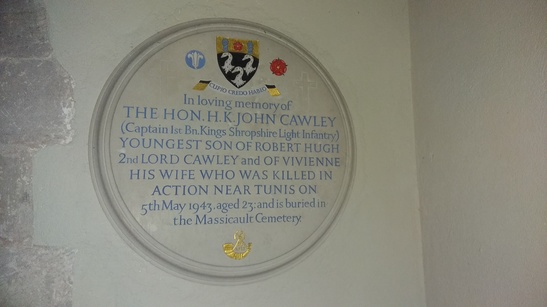 CUPIO CREDO HABEO
In loving memory of
THE HON. H.K. JOHN CAWLEY
(Captain 1st Bn. Kings Shropshire Light Infantry)
YOUNGEST SON OF ROBERT HUGH
2nd LORD CAWLEY and OF VIVIENNE
HIS WIFE WHO WAS KILLED IN
ACTION NEAR TUNIS ON
5th May 1943. aged 23: and is buried in
the Massicault Cemetery